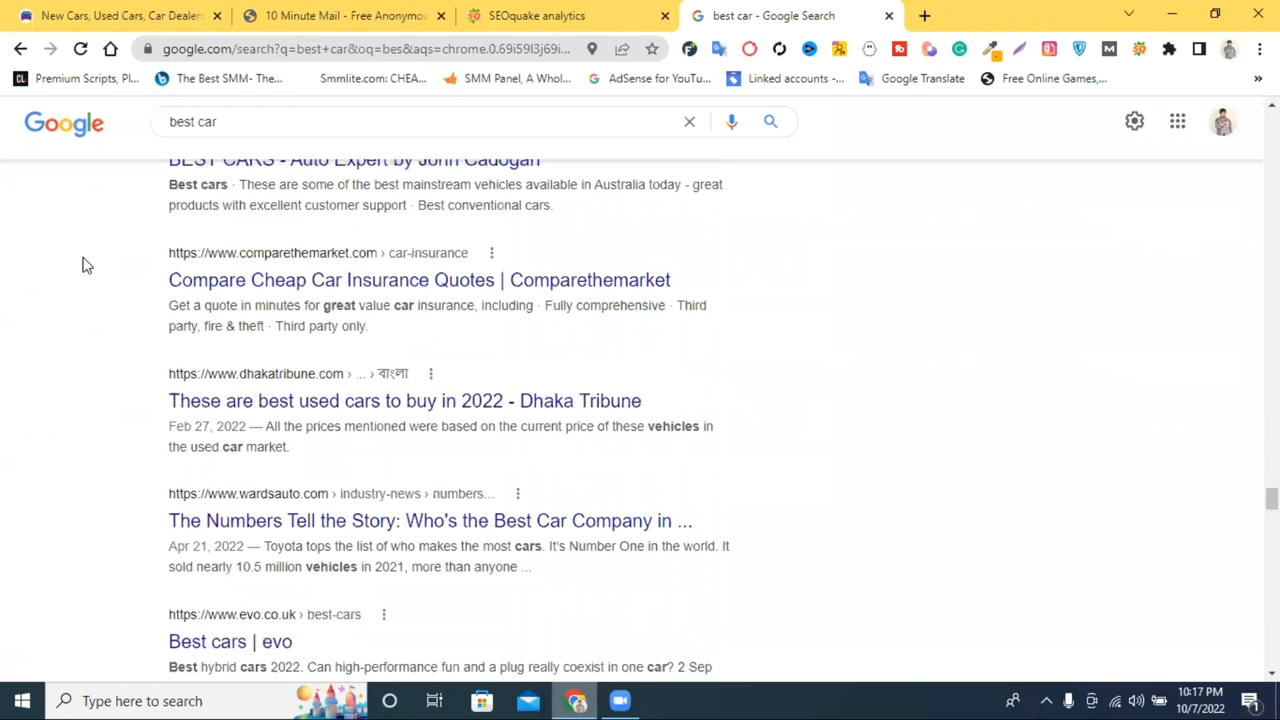 New Cars, Used Cars, Car Dealers
10 Minute Mail - Free Anonymou
SEOquake analytics
best car - Google Search
google.com/search?q=best+car&oq=bes&aqs=chrome.0.69i59l3j69i...
Premium Scripts, Pl...
The Best SMM- The...
Smmlite.com: CHEA...
SMM Panel, A Whol...
AdSense for YouTu...
Linked accounts -...
Google Translate
Free Online Games,...
Google
best car
BEST CARS - Auto Expert by John Cadogan
Best cars · These are some of the best mainstream vehicles available in Australia today - great
products with excellent customer support · Best conventional cars.
https://www.comparethemarket.com › car-insurance
Compare Cheap Car Insurance Quotes | Comparethemarket
Get a quote in minutes for great value car insurance, including · Fully comprehensive · Third
party, fire & theft · Third party only.
https://www.dhakatribune.com › ... › বাংলা
These are best used cars to buy in 2022 - Dhaka Tribune
Feb 27, 2022 — All the prices mentioned were based on the current price of these vehicles in
the used car market.
https://www.wardsauto.com › industry-news › numbers...
The Numbers Tell the Story: Who's the Best Car Company in ...
Apr 21, 2022 — Toyota tops the list of who makes the most cars. It's Number One in the world. It
sold nearly 10.5 million vehicles in 2021, more than anyone ...
https://www.evo.co.uk › best-cars
Best cars | evo
Best hybrid cars 2022. Can high-performance fun and a plug really coexist in one car? 2 Sep
Type here to search
10:17 PM
10/7/2022